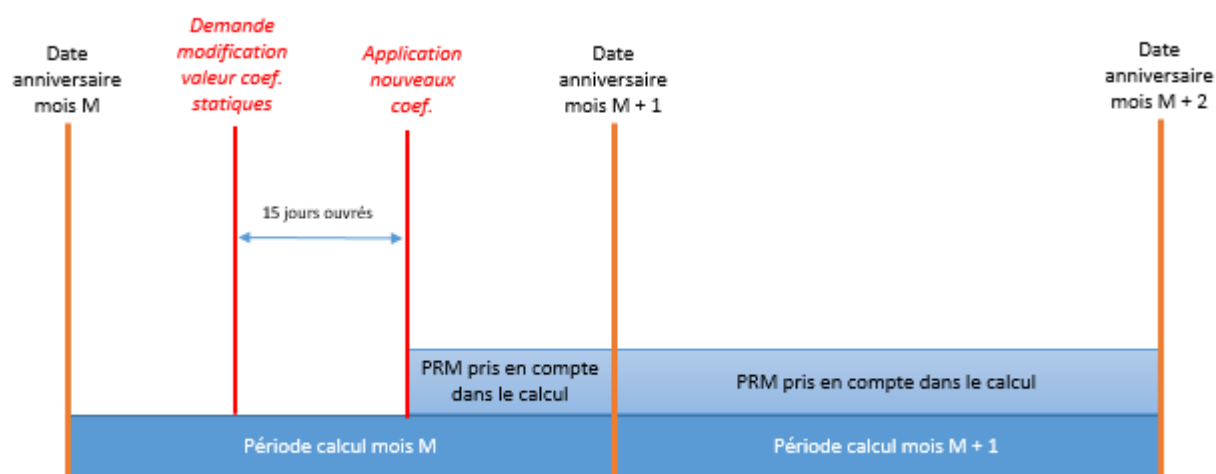 Date
anniversaire
mois M
Demande
modification
valeur coef.
statiques
Application
nouveaux
coef.
Date
anniversaire
mois M + 1
Date
anniversaire
mois M + 2
15 jours ouvrés
PRM pris en compte
dans le calcul
PRM pris en compte dans le calcul
Période calcul mois M
Période calcul mois M + 1